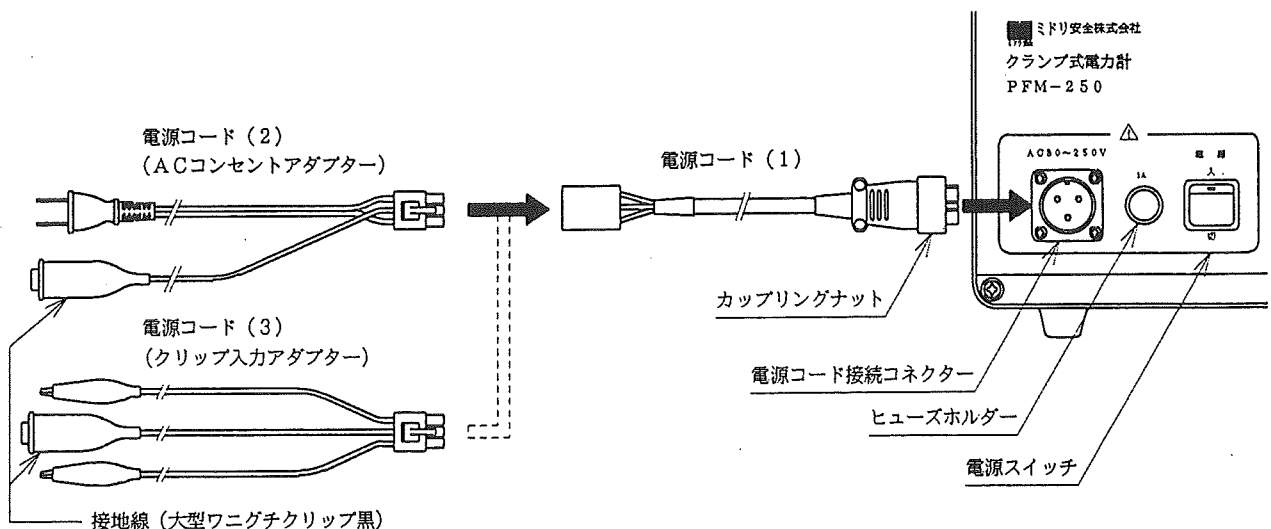 ミドリ安全株式会社
クランプ式電力計
PFM-250
電源コード(2)
(ACコンセントアダプター)
電源コード(1)
AC80~250V
3A
電源
入
切
カップリングナット
電源コード(3)
(クリップ入力アダプター)
電源コード接続コネクター
ヒューズホルダー
電源スイッチ
接地線(大型ワニグチクリップ黒)